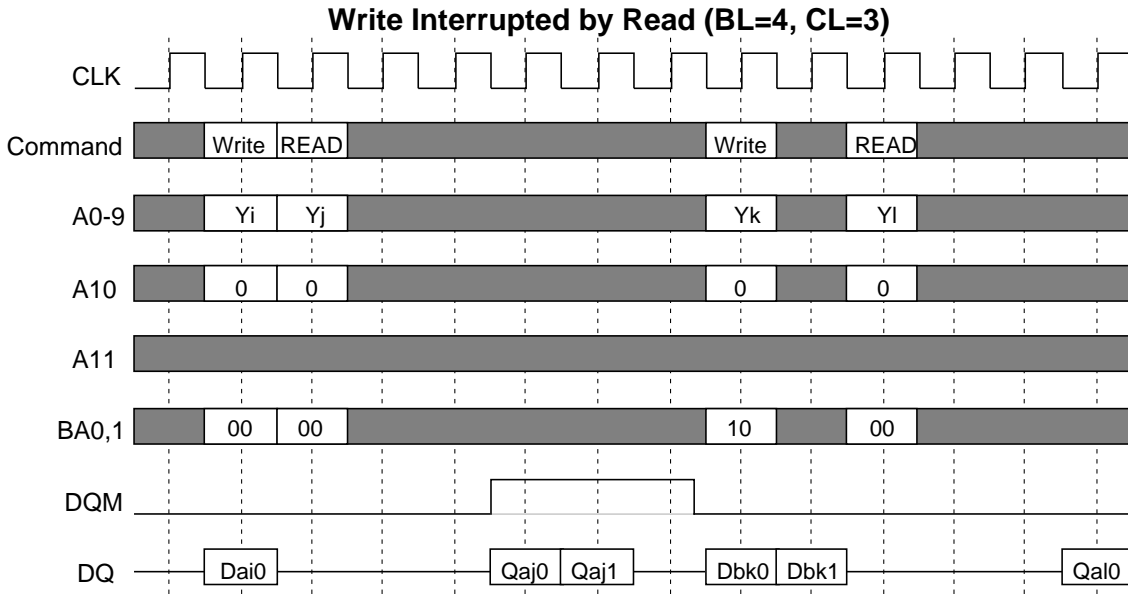 Write Interrupted by Read (BL=4, CL=3)
CLK
Command Write READ Write READ
A0-9 Yi Yj Yk Yl
A10 0 0 0 0
A11
BA0,1 00 00 10 00
DQM
DQ Dai0 Qaj0 Qaj1 Dbk0 Dbk1 Qal0